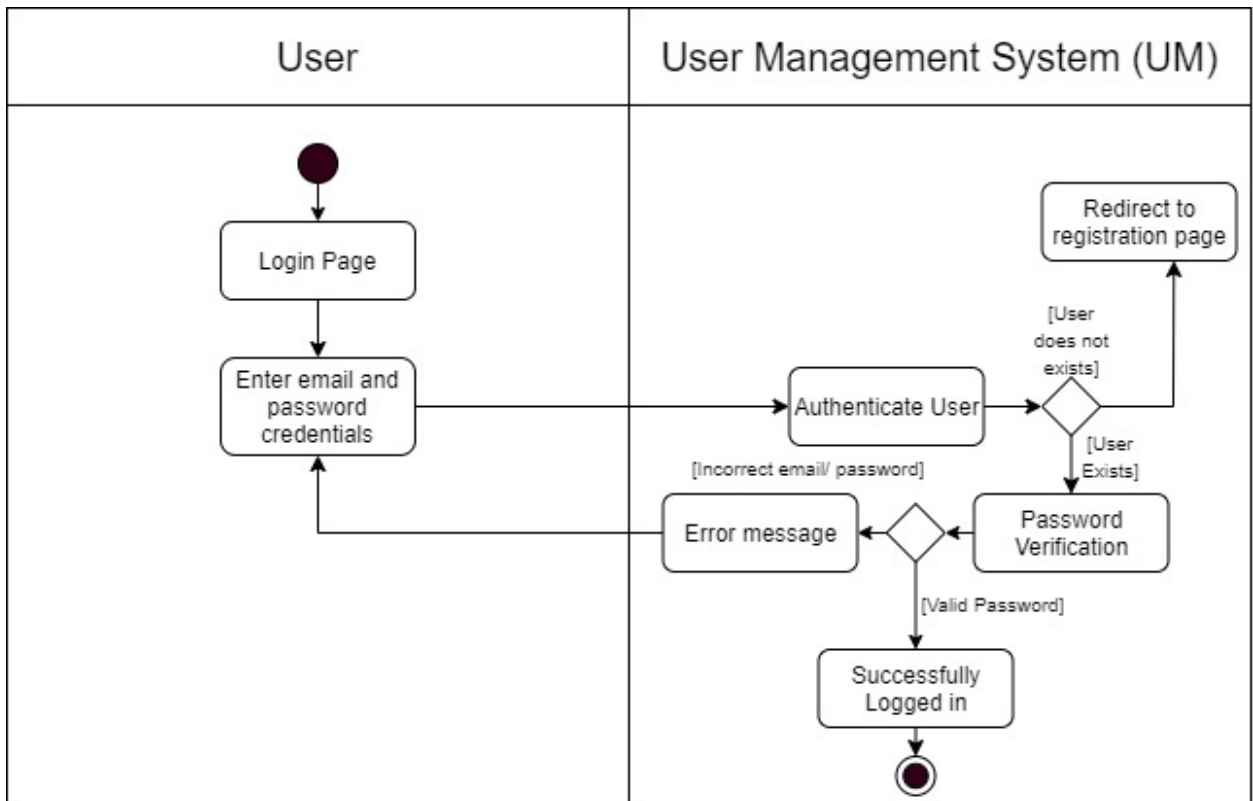 User
User Management System (UM)
Login Page
Redirect to
registration page
[User
does not
exists]
Enter email and
password
credentials
Authenticate User
[User
Exists]
[Incorrect email/ password]
Error message
Password
Verification
[Valid Password]
Successfully
Logged in